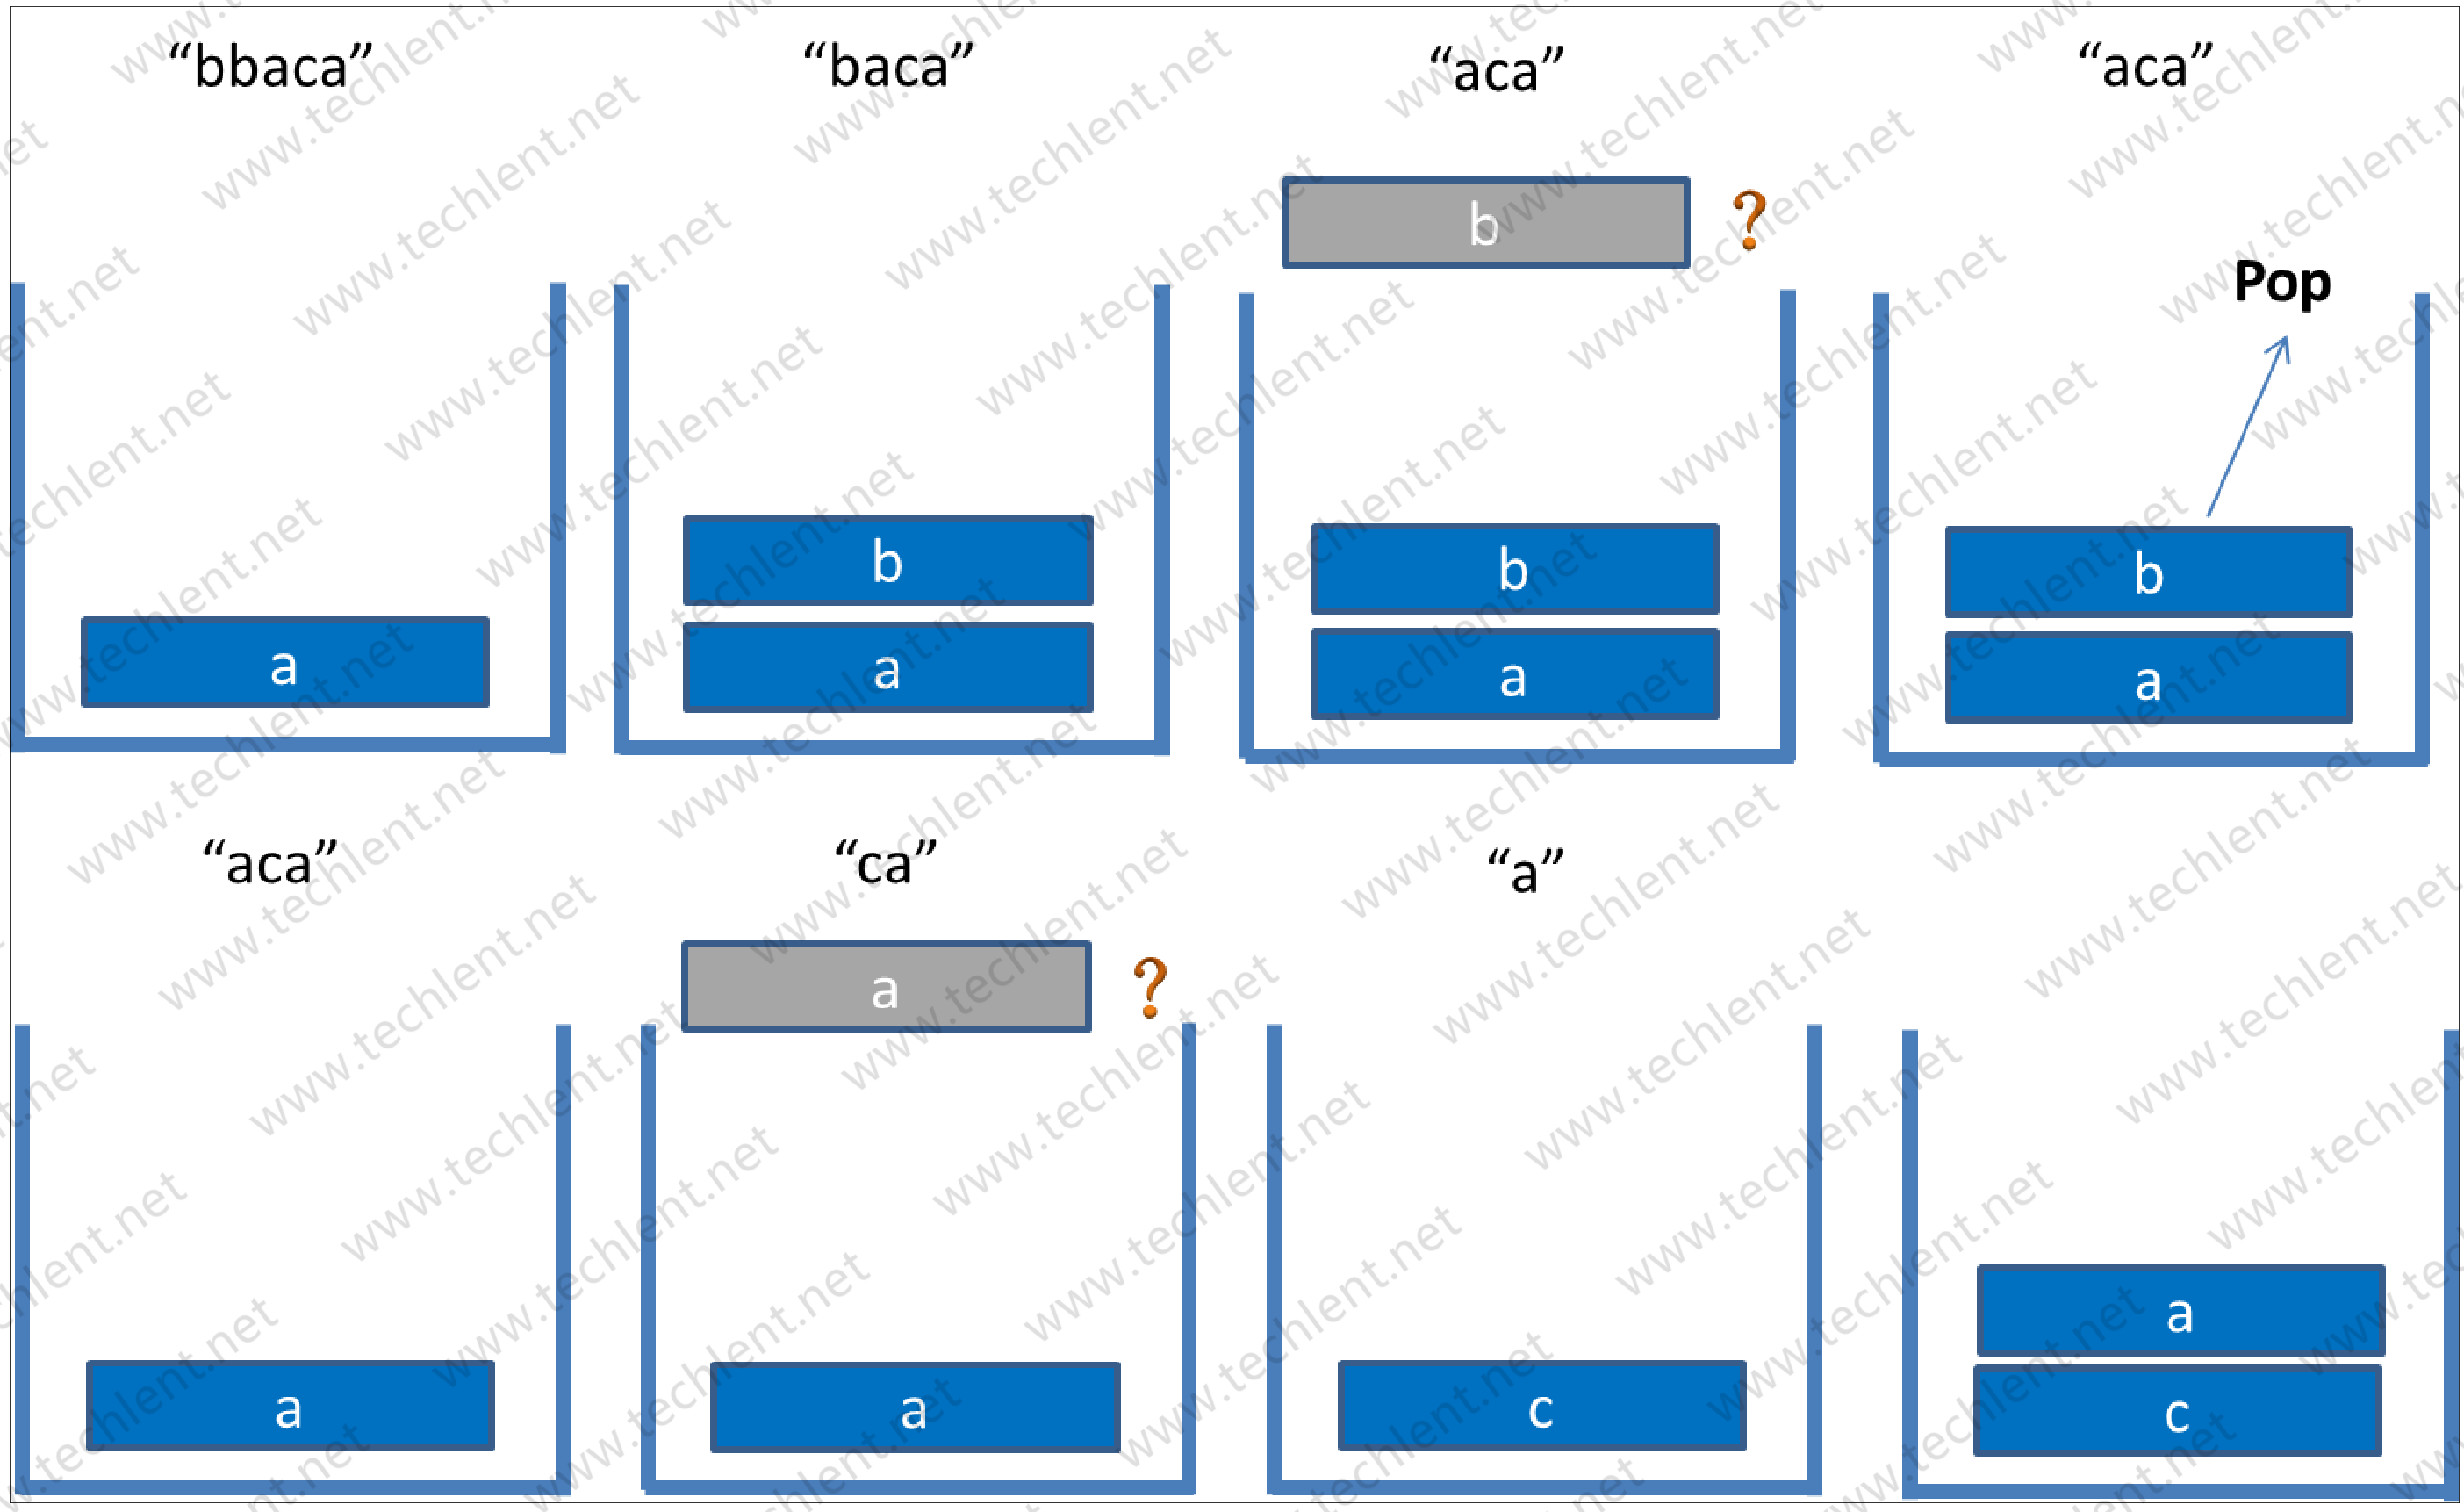 “bbaca”
“baca”
“aca”
“aca”
b
?
Pop
b
b
b
a
a
a
a
“aca”
“ca”
“a”
a
?
a
a
a
c
c
www.techlent.net